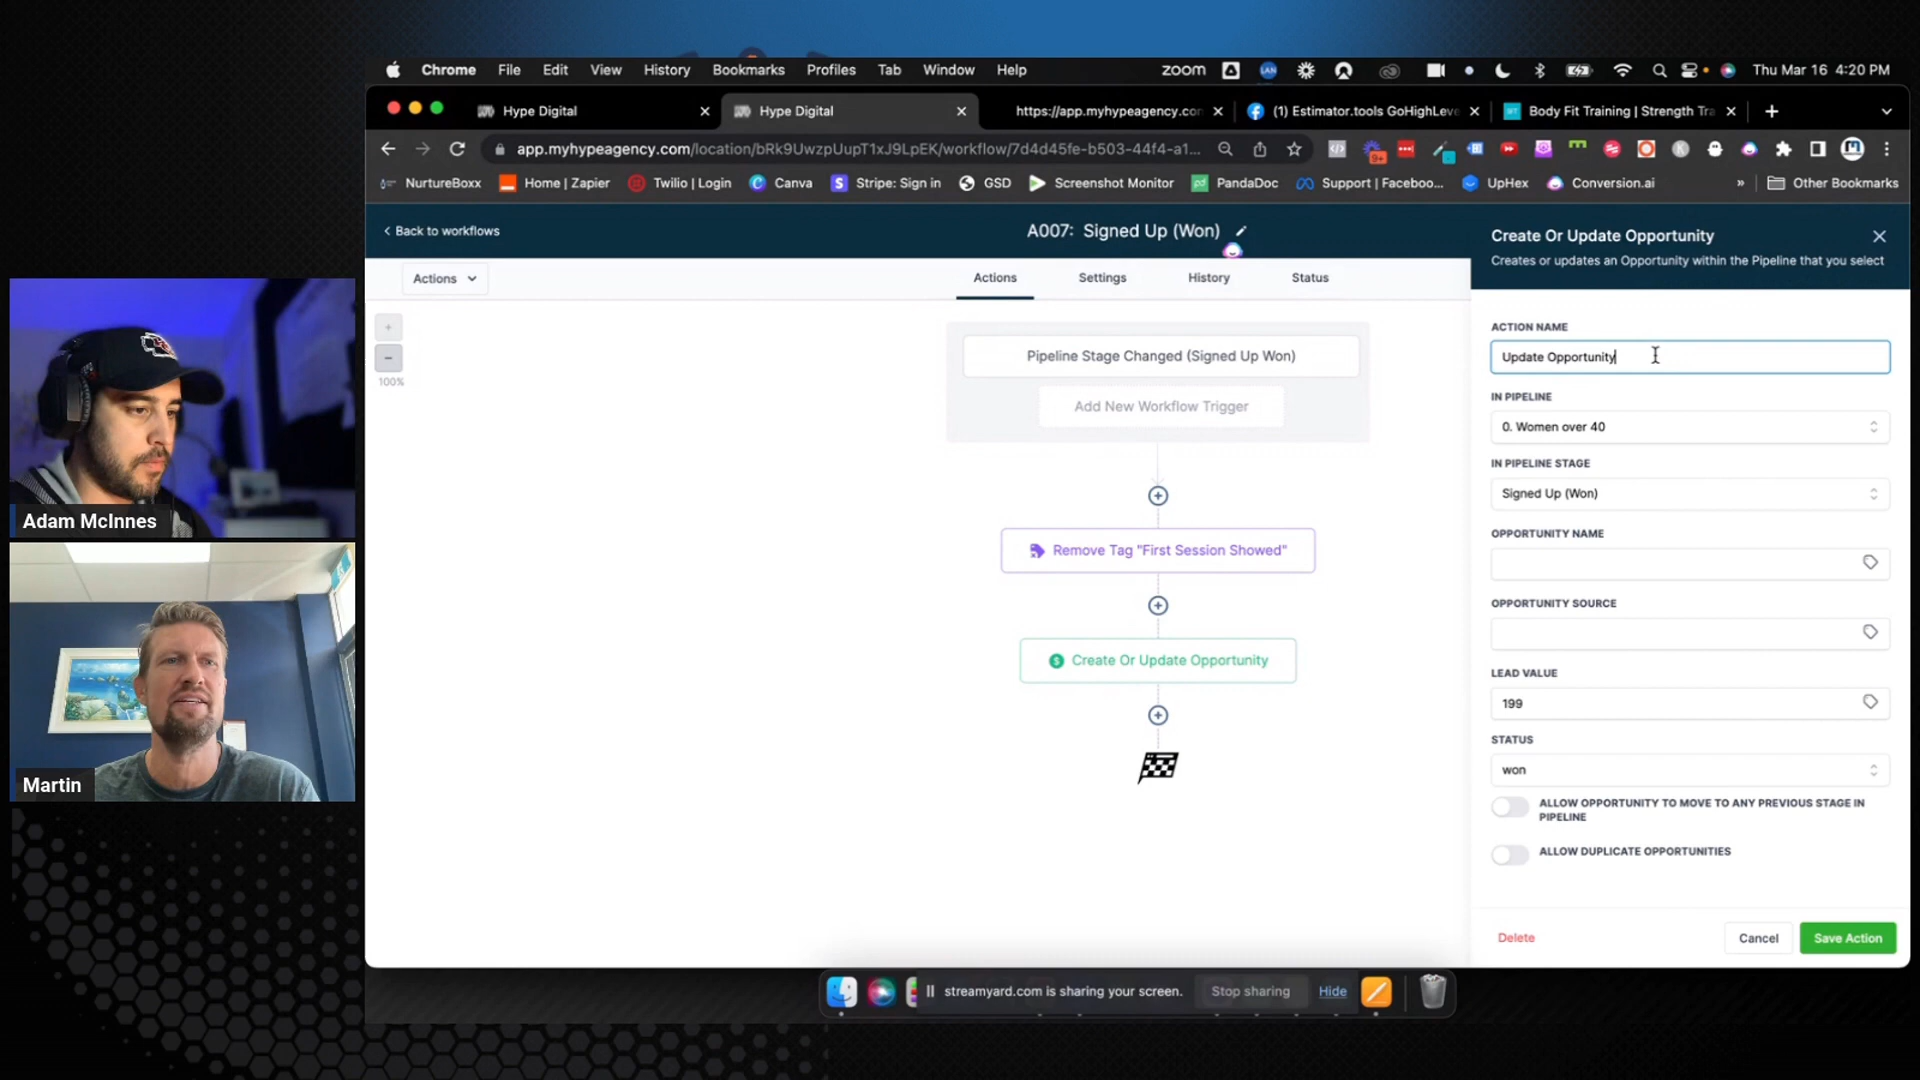 Chrome File Edit View History Bookmarks Profiles Tab Window Help
zoom LAN Thu Mar 16 4:20 PM
Hype Digital
Hype Digital
https://app.myhypeagency.con
(1) Estimator.tools GoHighLeve
Body Fit Training | Strength Tra
app.myhypeagency.com/location/bRk9UwzpUupT1xJ9LpEK/workflow/7d4d45fe-b503-44f4-a1...
9+
NurtureBoxx Home | Zapier Twilio | Login Canva Stripe: Sign in GSD Screenshot Monitor PandaDoc Support | Faceboo... UpHex Conversion.ai » Other Bookmarks
Back to workflows
A007: Signed Up (Won)
Actions
Actions Settings History Status
+
-
100%
Pipeline Stage Changed (Signed Up Won)
Add New Workflow Trigger
Remove Tag "First Session Showed"
Create Or Update Opportunity
Create Or Update Opportunity
Creates or updates an Opportunity within the Pipeline that you select
ACTION NAME
Update Opportunity
IN PIPELINE
0. Women over 40
IN PIPELINE STAGE
Signed Up (Won)
OPPORTUNITY NAME
OPPORTUNITY SOURCE
LEAD VALUE
199
STATUS
won
ALLOW OPPORTUNITY TO MOVE TO ANY PREVIOUS STAGE IN
PIPELINE
ALLOW DUPLICATE OPPORTUNITIES
Delete
Cancel
Save Action
streamyard.com is sharing your screen.
Stop sharing
Hide
Adam McInnes
Martin